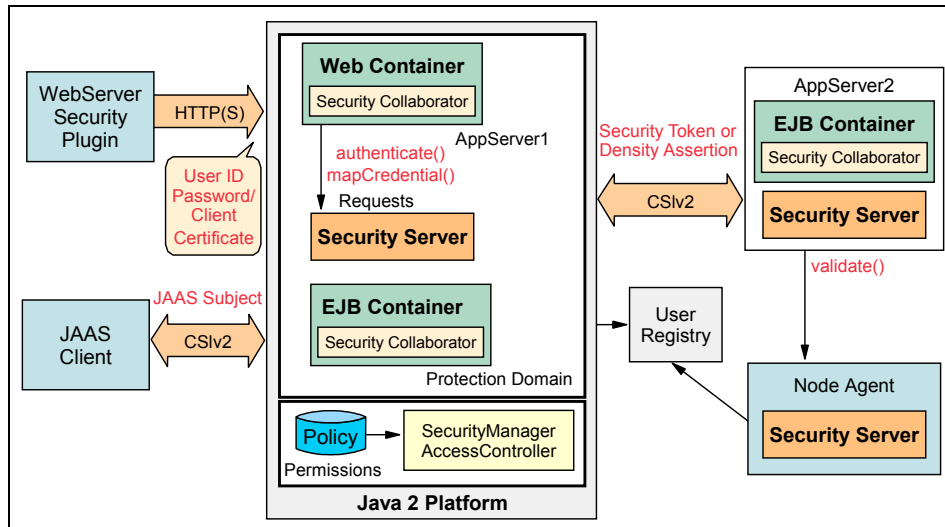 WebServer
Security
Plugin
HTTP(S)
User ID
Password/
Client
Certificate
JAAS Subject
JAAS
Client
CSlv2
Web Container
Security Collaborator
AppServer1
authenticate()
mapCredential()
Requests
Security Server
EJB Container
Security Collaborator
Protection Domain
Policy
Permissions
SecurityManager
AccessController
Java 2 Platform
Security Token or
Density Assertion
CSlv2
AppServer2
EJB Container
Security Collaborator
Security Server
validate()
User
Registry
Node Agent
Security Server